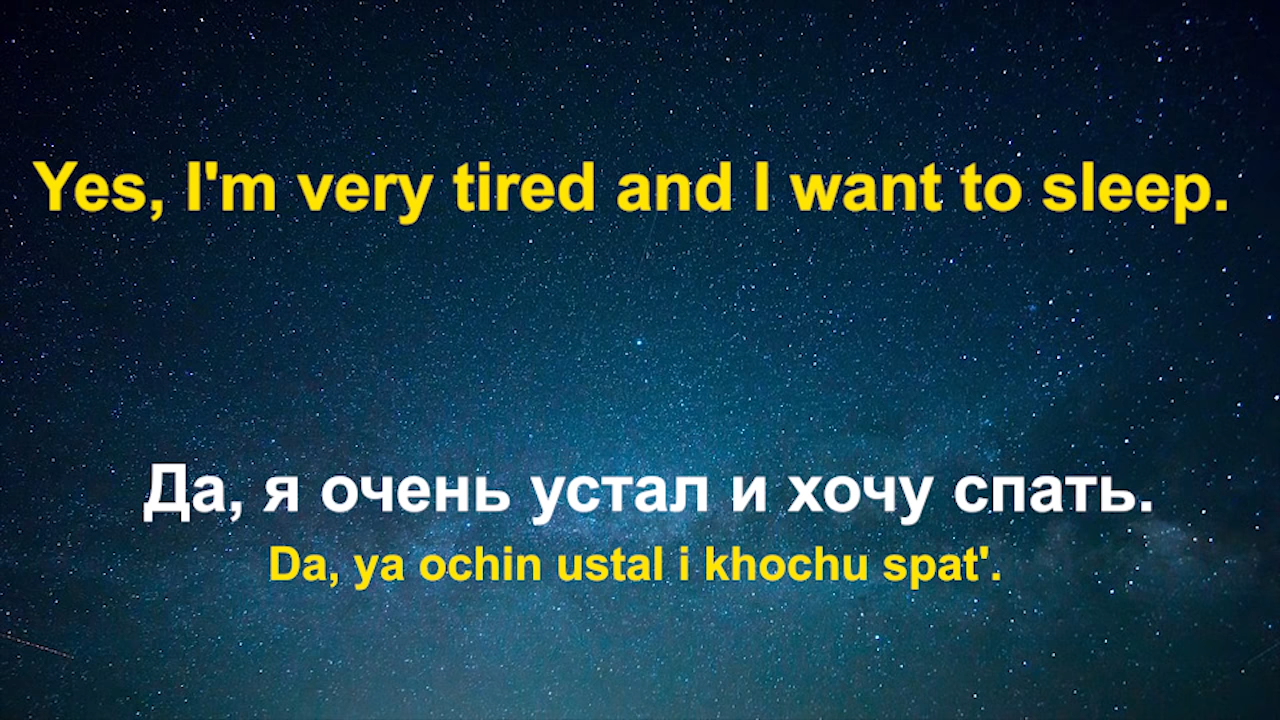 Yes, I'm very tired and I want to sleep.
Да, я очень устал и хочу спать.
Da, ya ochin ustal i khochu spat'.